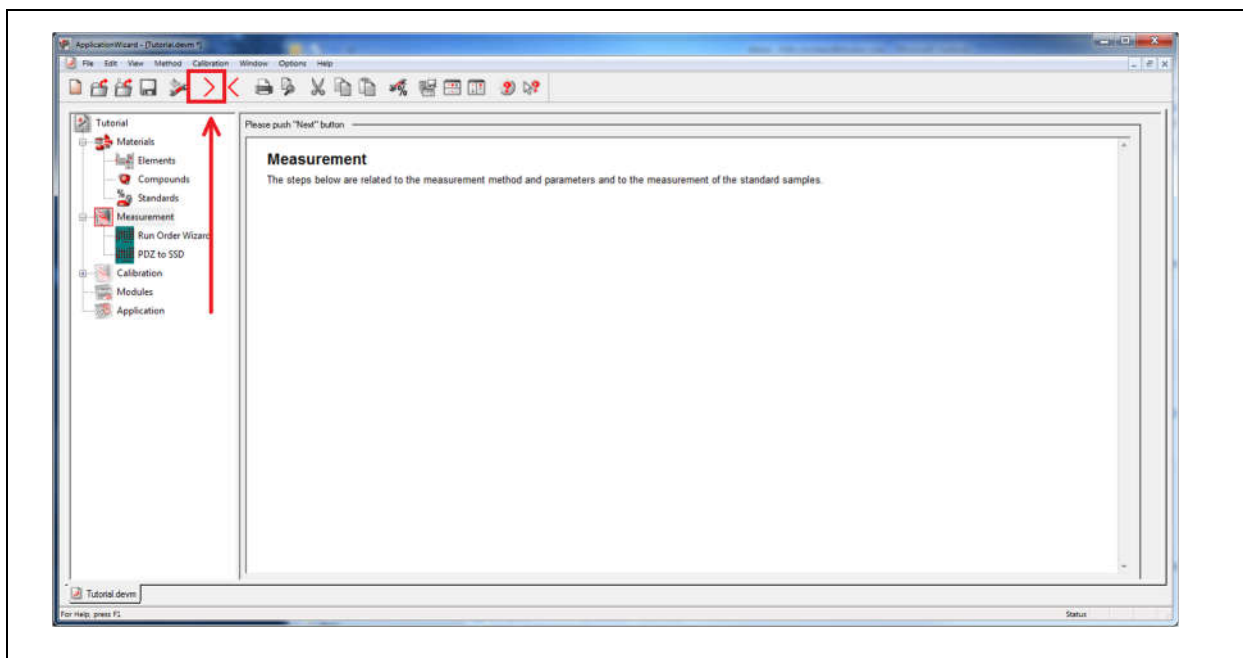 ApplicationWizard - [Tutorial.devm *]
File Edit View Method Calibration Window Options Help
Tutorial
Materials
Elements
Compounds
Standards
Measurement
Run Order Wizard
PDZ to SSD
Calibration
Modules
Application
Please push "Next" button
Measurement
The steps below are related to the measurement method and parameters and to the measurement of the standard samples.
Tutorial.devm
For Help, press F1
Status